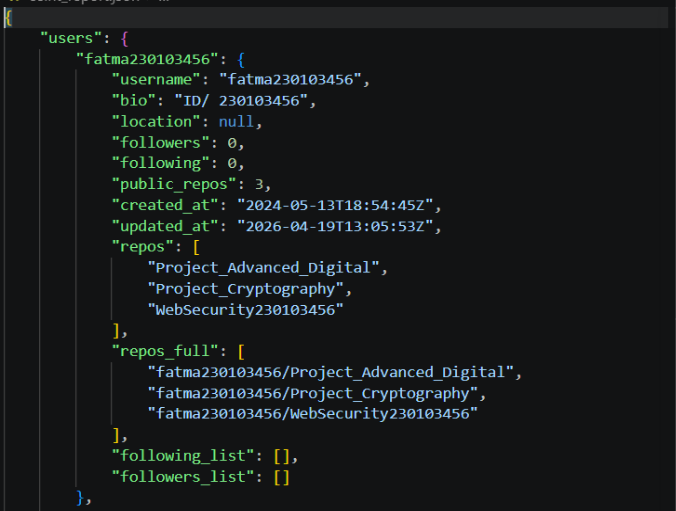 {
"users": {
"fatma230103456": {
"username": "fatma230103456",
"bio": "ID/ 230103456",
"location": null,
"followers": 0,
"following": 0,
"public_repos": 3,
"created_at": "2024-05-13T18:54:45Z",
"updated_at": "2026-04-19T13:05:53Z",
"repos": [
"Project_Advanced_Digital",
"Project_Cryptography",
"WebSecurity230103456"
],
"repos_full": [
"fatma230103456/Project_Advanced_Digital",
"fatma230103456/Project_Cryptography",
"fatma230103456/WebSecurity230103456"
],
"following_list": [],
"followers_list": []
},